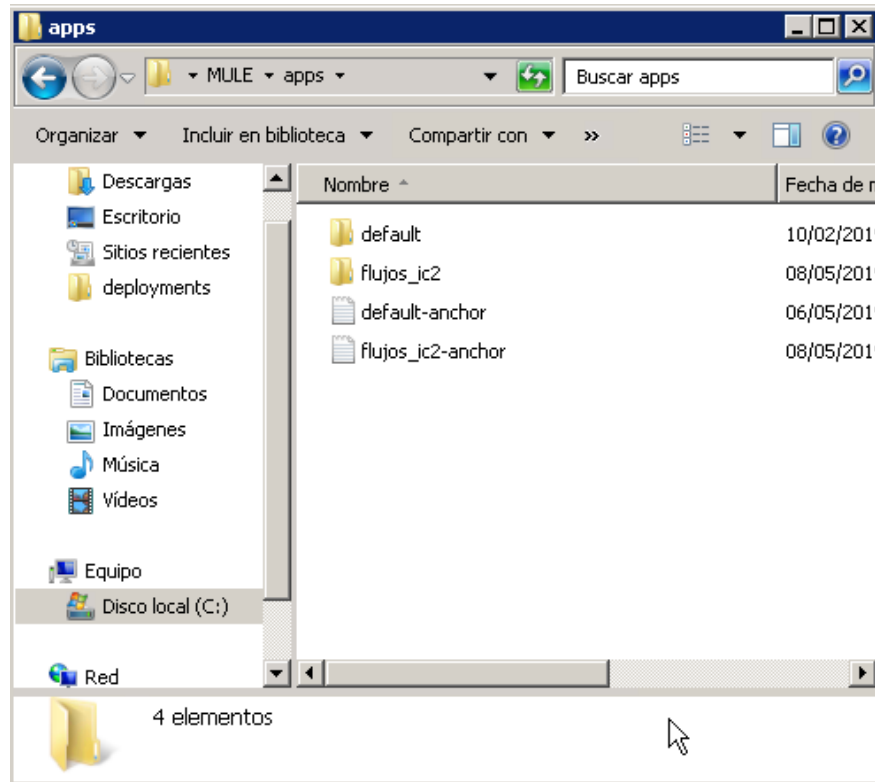 apps
MULE apps
Buscar apps
Organizar Incluir en biblioteca Compartir con »
Descargas
Escritorio
Sitios recientes
deployments
Bibliotecas
Documentos
Imágenes
Música
Vídeos
Equipo
Disco local (C:)
Red
Nombre Fecha de
default 10/02/201
flujos_ic2 08/05/201
default-anchor 06/05/201
flujos_ic2-anchor 08/05/201
4 elementos